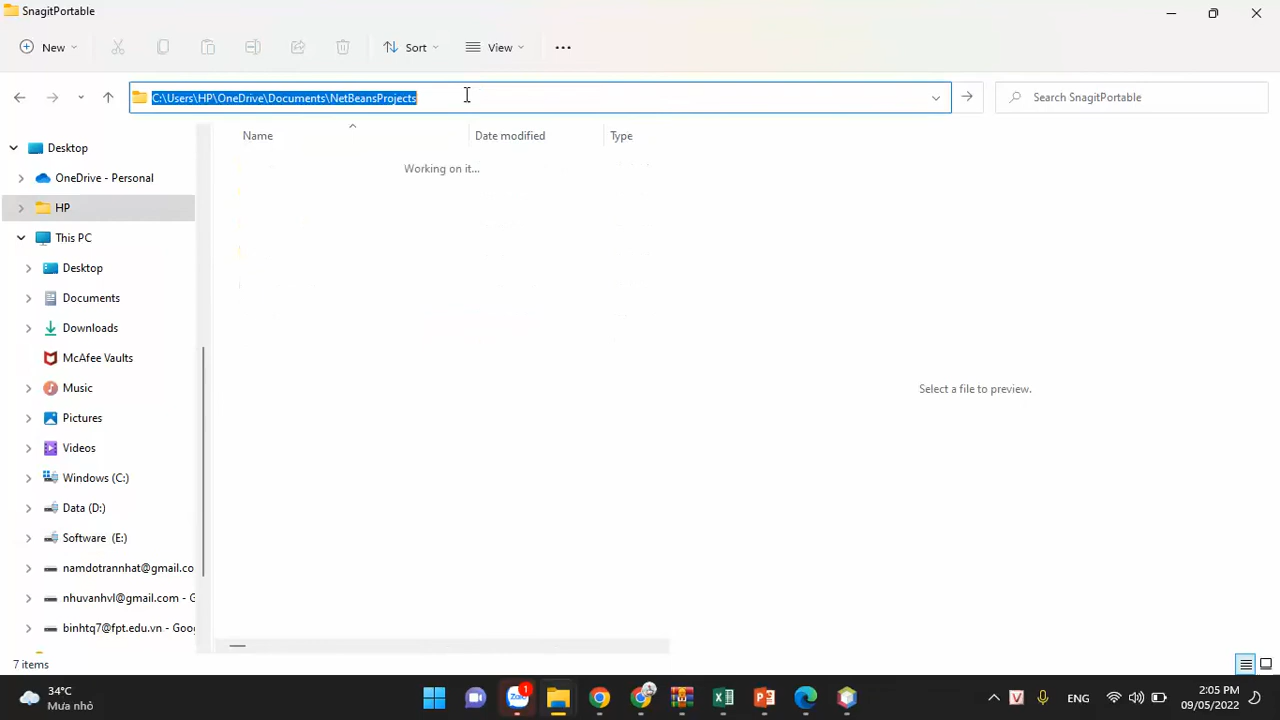 SnagitPortable
New
Sort
View
C:\Users\HP\OneDrive\Documents\NetBeansProjects
Search SnagitPortable
Name
Date modified
Type
Working on it...
Desktop
OneDrive - Personal
HP
This PC
Desktop
Documents
Downloads
McAfee Vaults
Music
Pictures
Videos
Windows (C:)
Data (D:)
Software (E:)
namdotrannhat@gmail.co
nhuvanhvl@gmail.com - G
binhtq7@fpt.edu.vn - Goog
Select a file to preview.
7 items
34°C
Mưa nhỏ
Zalo
1
V
ENG
2:05 PM
09/05/2022